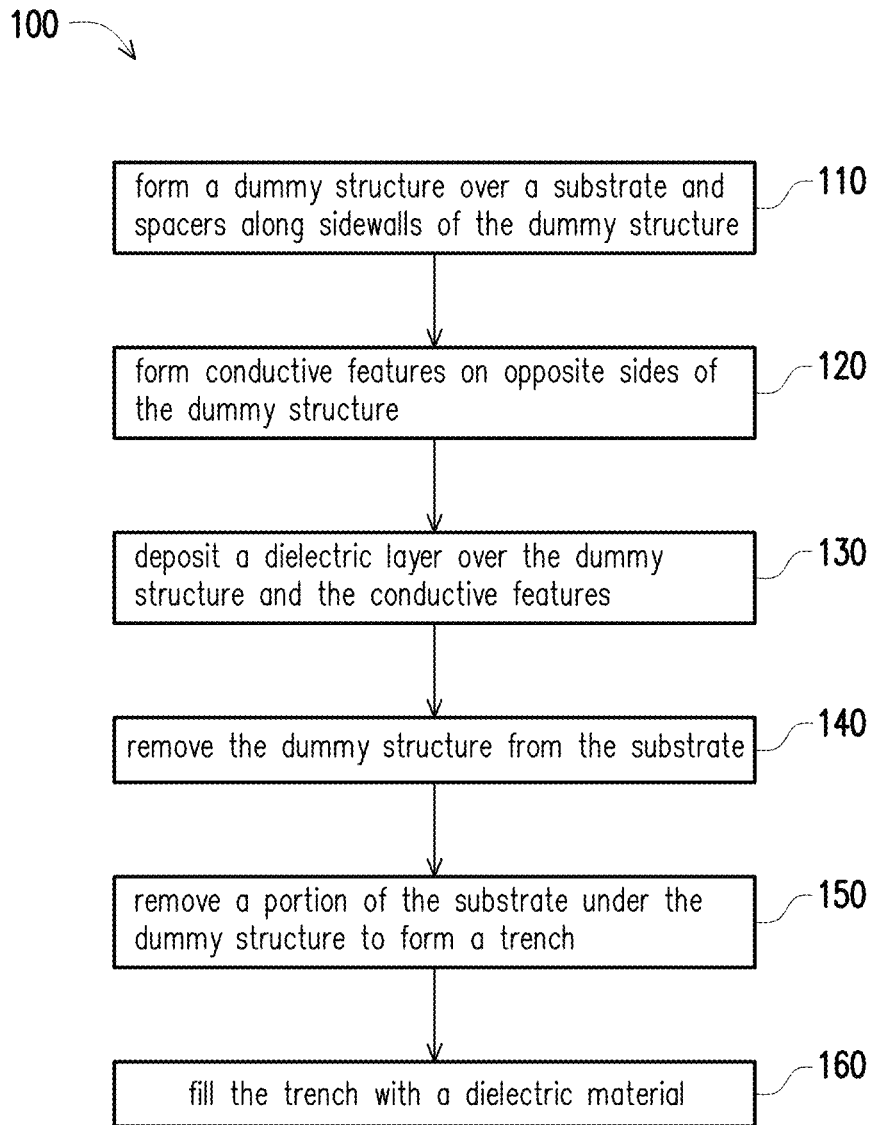 100
form a dummy structure over a substrate and
spacers along sidewalls of the dummy structure
110
form conductive features on opposite sides of
the dummy structure
120
deposit a dielectric layer over the dummy
structure and the conductive features
130
remove the dummy structure from the substrate
140
remove a portion of the substrate under the
dummy structure to form a trench
150
fill the trench with a dielectric material
160